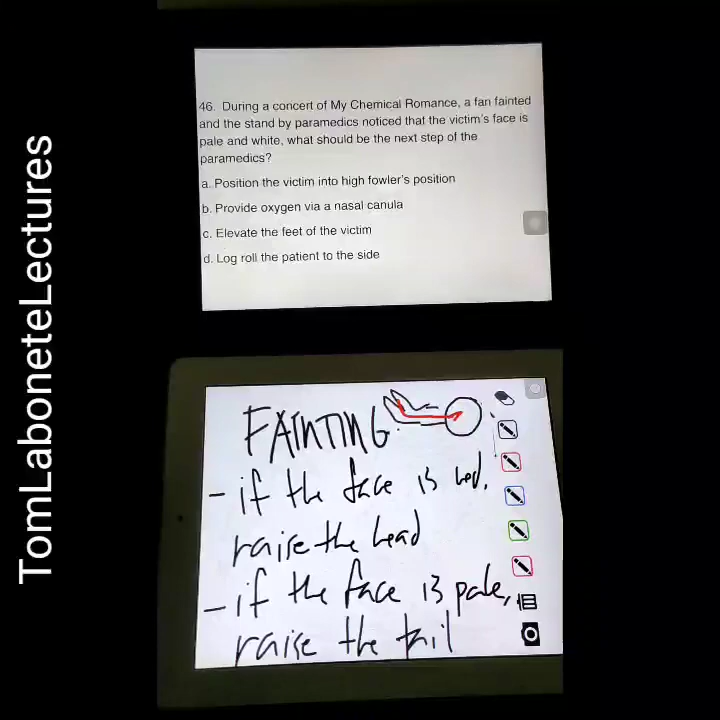 TomLaboneteLectures
46. During a concert of My Chemical Romance, a fan fainted
and the stand by paramedics noticed that the victim's face is
pale and white, what should be the next step of the
paramedics?
a. Position the victim into high fowler's position
b. Provide oxygen via a nasal canula
c. Elevate the feet of the victim
d. Log roll the patient to the side
FAINTING
- if the face is red,
raise the head
- if the face is pale,
raise the tail